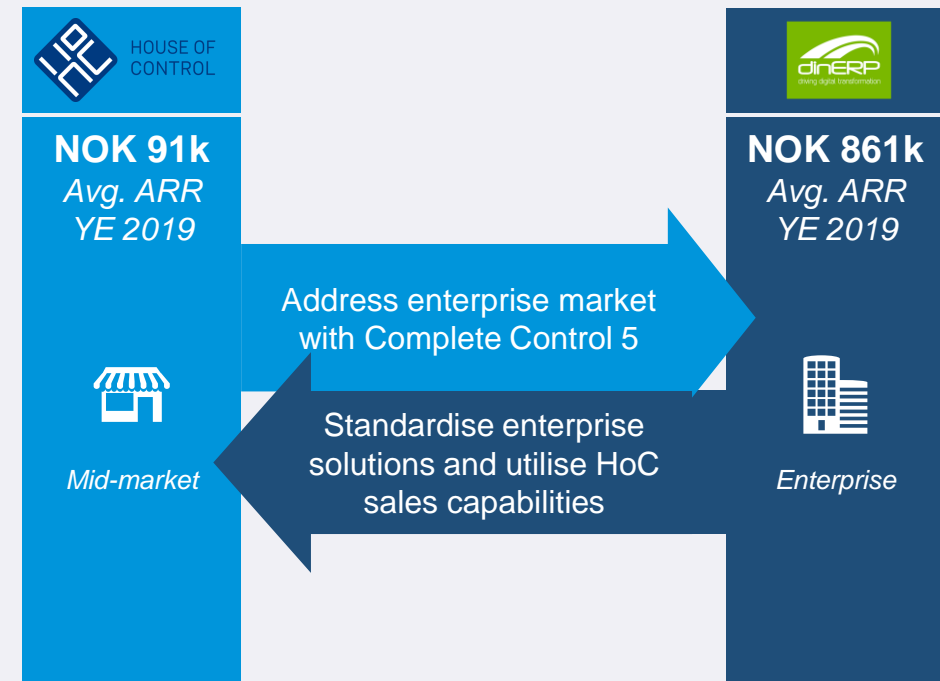 HOUSE OF
CONTROL
NOK 91k
Avg. ARR
YE 2019
Mid-market
Address enterprise market
with Complete Control 5
Standardise enterprise
solutions and utilise HoC
sales capabilities
dinERP
driving digital transformation
NOK 861k
Avg. ARR
YE 2019
Enterprise